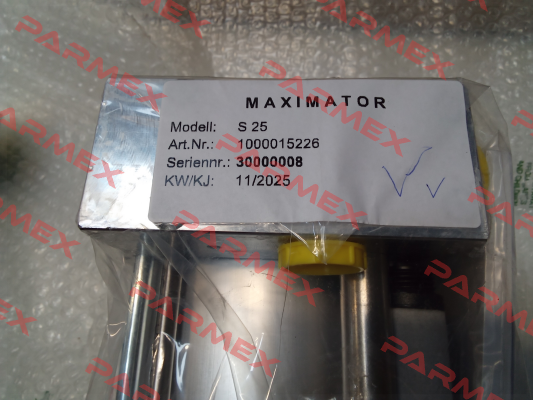 MAXIMATOR
Modell: S 25
Art.Nr.: 1000015226
Seriennr.: 30000008
KW/KJ: 11/2025
PARMEX
PARMEX
PARMEX
PARMEX
PARMEX
PARMEX
PARMEX
PARMEX